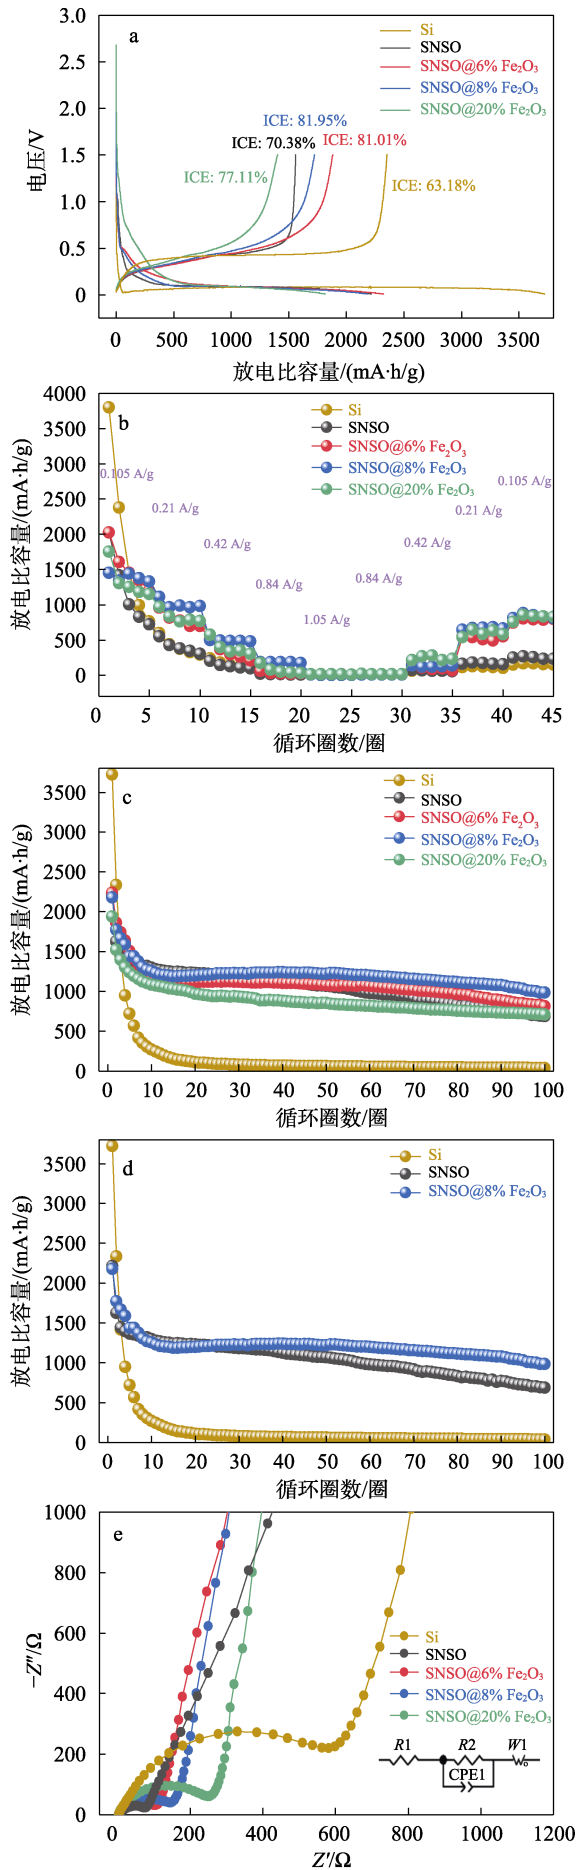 a
3.0
2.5
2.0
1.5
1.0
0.5
0
电压/V
Si
SNSO
SNSO@6% Fe₂O₃
SNSO@8% Fe₂O₃
SNSO@20% Fe₂O₃
ICE: 81.95%
ICE: 70.38%
ICE: 81.01%
ICE: 77.11%
ICE: 63.18%
0 500 1000 1500 2000 2500 3000 3500
放电比容量/(mA·h/g)
b
4000
3500
3000
2500
2000
1500
1000
500
0
放电比容量/(mA·h/g)
Si
SNSO
SNSO@6% Fe₂O₃
SNSO@8% Fe₂O₃
SNSO@20% Fe₂O₃
0.105 A/g
0.21 A/g
0.42 A/g
0.84 A/g
1.05 A/g
0.84 A/g
0.42 A/g
0.21 A/g
0.105 A/g
0 5 10 15 20 25 30 35 40 45
循环圈数/圈
c
3500
3000
2500
2000
1500
1000
500
0
放电比容量/(mA·h/g)
Si
SNSO
SNSO@6% Fe₂O₃
SNSO@8% Fe₂O₃
SNSO@20% Fe₂O₃
0 10 20 30 40 50 60 70 80 90 100
循环圈数/圈
d
3500
3000
2500
2000
1500
1000
500
0
放电比容量/(mA·h/g)
Si
SNSO
SNSO@8% Fe₂O₃
0 10 20 30 40 50 60 70 80 90 100
循环圈数/圈
e
1000
800
600
400
200
0
−Z″/Ω
Si
SNSO
SNSO@6% Fe₂O₃
SNSO@8% Fe₂O₃
SNSO@20% Fe₂O₃
R1 R2 W1
CPE1
0 200 400 600 800 1000 1200
Z′/Ω